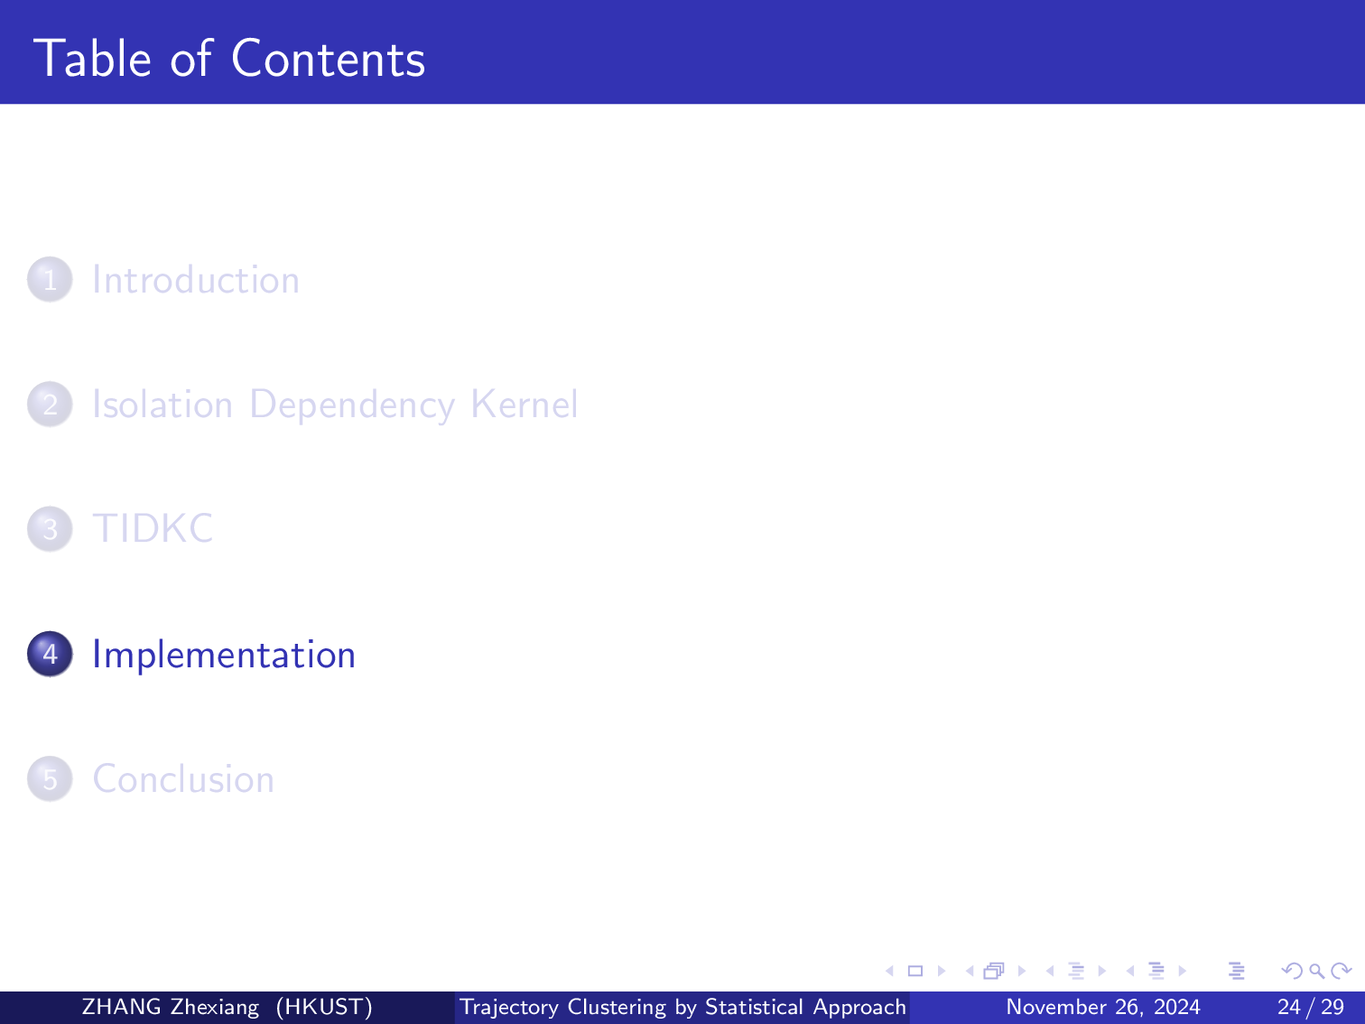 Table of Contents
1 Introduction
2 Isolation Dependency Kernel
3 TIDKC
4 Implementation
5 Conclusion
ZHANG Zhexiang (HKUST) Trajectory Clustering by Statistical Approach November 26, 2024 24 / 29